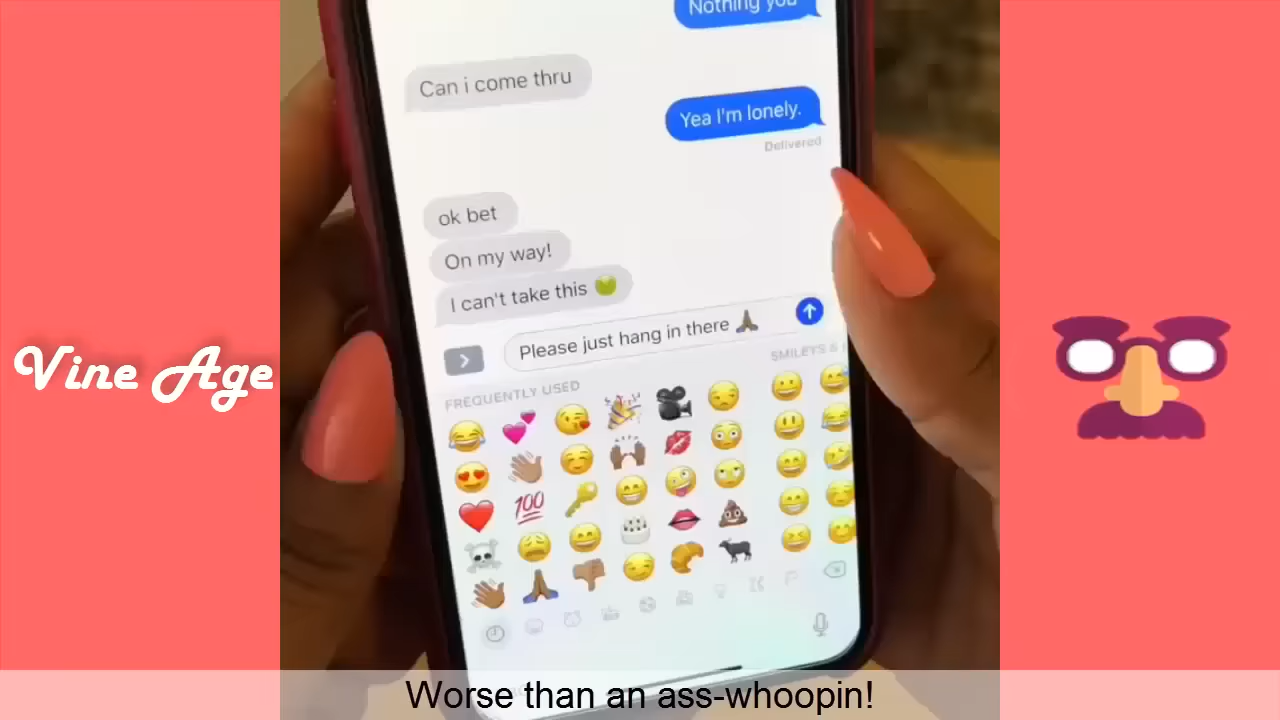 Nothing you
Can i come thru
Yea I'm lonely.
Delivered
ok bet
On my way!
I can't take this 🤢
Please just hang in there 🙏🏾
FREQUENTLY USED
SMILEYS &
Vine Age
Worse than an ass-whoopin!